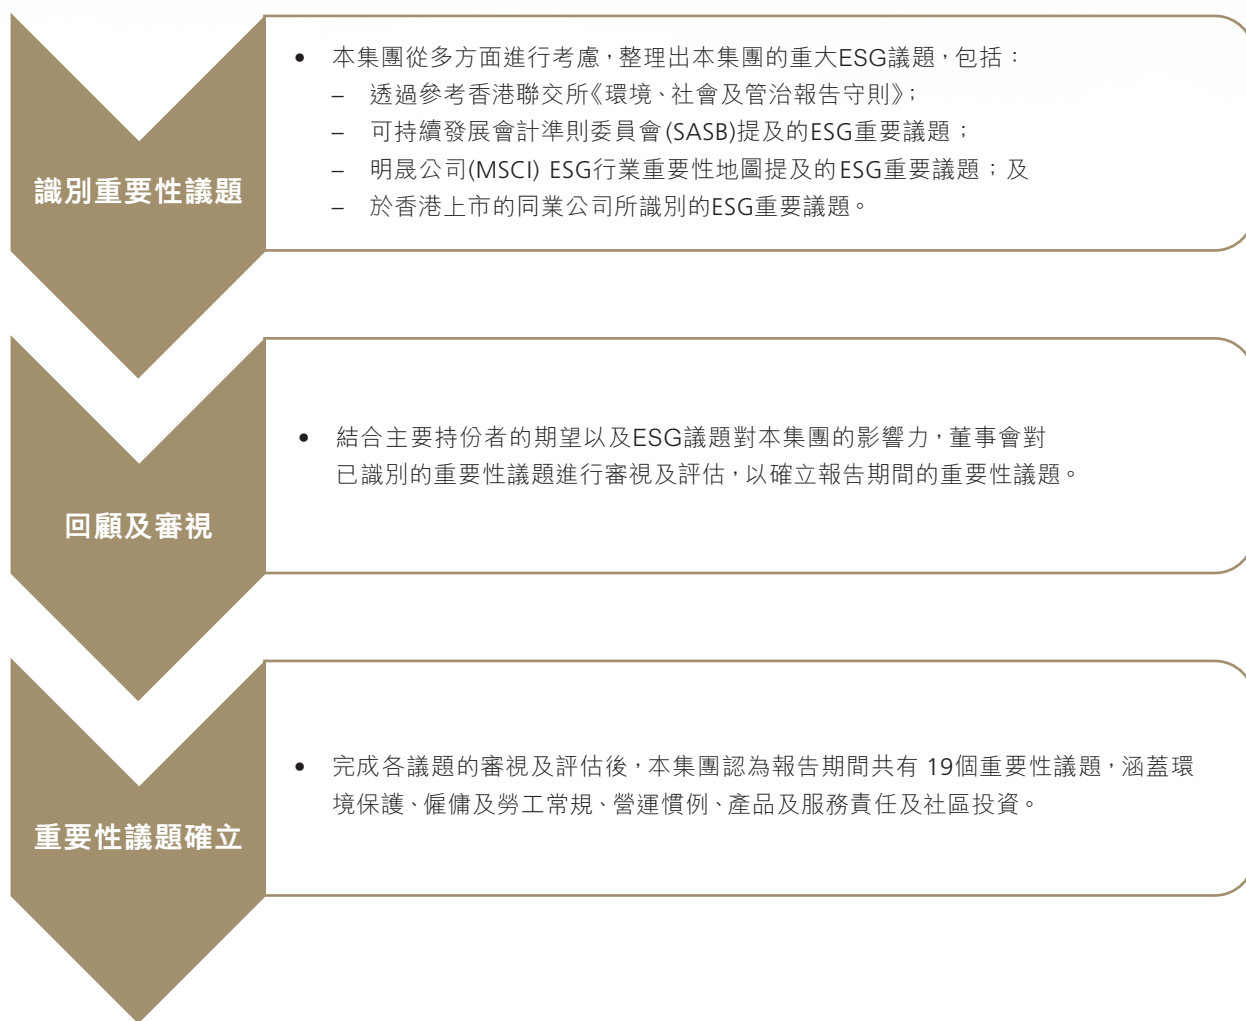 識別重要性議題
• 本集團從多方面進行考慮，整理出本集團的重大ESG議題，包括：
– 透過參考香港聯交所《環境、社會及管治報告守則》；
– 可持續發展會計準則委員會(SASB)提及的ESG重要議題；
– 明晟公司(MSCI) ESG行業重要性地圖提及的ESG重要議題；及
– 於香港上市的同業公司所識別的ESG重要議題。
回顧及審視
• 結合主要持份者的期望以及ESG議題對本集團的影響力，董事會對
已識別的重要性議題進行審視及評估，以確立報告期間的重要性議題。
重要性議題確立
• 完成各議題的審視及評估後，本集團認為報告期間共有 19個重要性議題，涵蓋環
境保護、僱傭及勞工常規、營運慣例、產品及服務責任及社區投資。